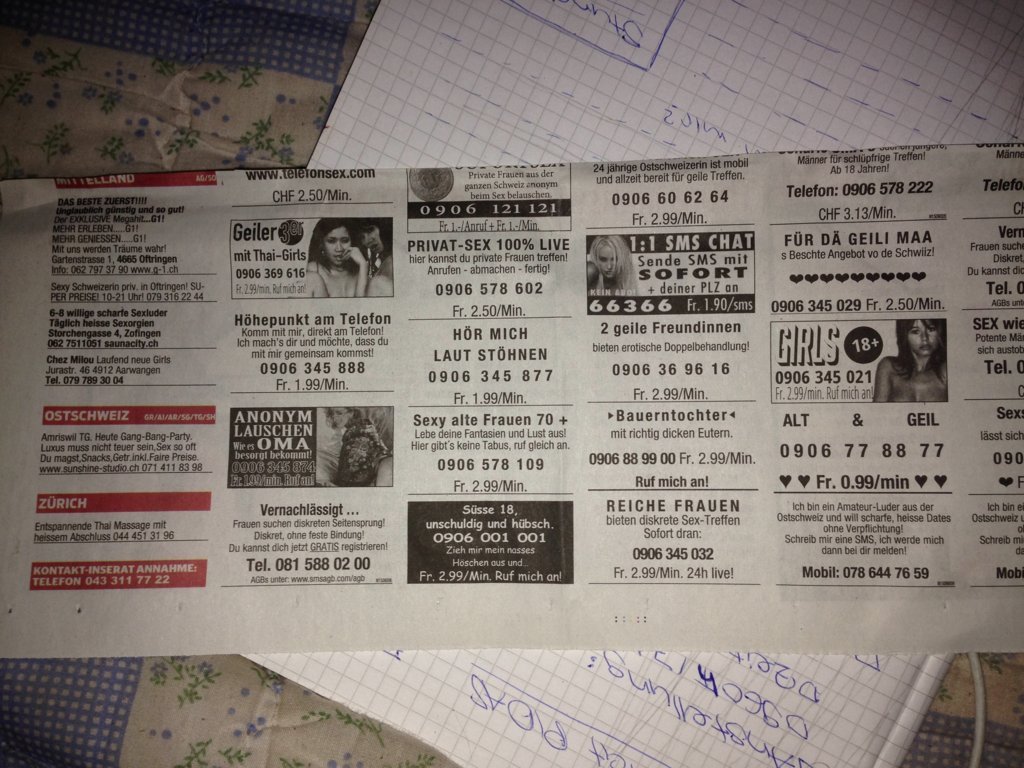 MITTELLAND AG/SO
DAS BESTE ZUERST!!!!
Unglaublich günstig und so gut!
Der EXKLUSIVE Megahit...G1!
MEHR ERLEBEN.....G1!
MEHR GENIESSEN....G1!
Mit uns werden Träume wahr!
Gartenstrasse 1, 4665 Oftringen
Info: 062 797 37 90 www.g-1.ch
Sexy Schweizerin priv. in Oftringen! SU-
PER PREISE! 10-21 Uhr! 079 316 22 44
6-8 willige scharfe Sexluder
Täglich heisse Sexorgien
Storchengasse 4, Zofingen
062 7511051 saunacity.ch
Chez Milou Laufend neue Girls
Jurastr. 46 4912 Aarwangen
Tel. 079 789 30 04
OSTSCHWEIZ GR/AI/AR/SG/TG/SH
Amriswil TG. Heute Gang-Bang-Party.
Luxus muss nicht teuer sein,Sex so oft
Du magst,Snacks,Getr.inkl.Faire Preise.
www.sunshine-studio.ch 071 411 83 98
ZÜRICH
Entspannende Thai Massage mit
heissem Abschluss 044 451 31 96
KONTAKT-INSERAT ANNAHME:
TELEFON 043 311 77 22
www.telefonsex.com
CHF 2.50/Min.
Geiler 3er
mit Thai-Girls
0906 369 616
Fr. 2.99/min. Ruf mich an!
Höhepunkt am Telefon
Komm mit mir, direkt am Telefon!
Ich mach's dir und möchte, dass du
mit mir gemeinsam kommst!
0906 345 888
Fr. 1.99/Min.
ANONYM
LAUSCHEN
Wie es OMA
besorgt bekommt!
0906 345 874
Fr. 1.99/min. Ruf an!
Vernachlässigt ...
Frauen suchen diskreten Seitensprung!
Diskret, ohne feste Bindung!
Du kannst dich jetzt GRATIS registrieren!
Tel. 081 588 02 00
AGBs unter: www.smsagb.com/agb
Private Frauen aus der
ganzen Schweiz anonym
beim Sex belauschen.
0906 121 121
Fr. 1.-/Anruf + Fr. 1.-/Min.
PRIVAT-SEX 100% LIVE
hier kannst du private Frauen treffen!
Anrufen - abmachen - fertig!
0906 578 602
Fr. 2.50/Min.
HÖR MICH
LAUT STÖHNEN
0906 345 877
Fr. 1.99/Min.
Sexy alte Frauen 70 +
Lebe deine Fantasien und Lust aus!
Hier gibt's keine Tabus, ruf gleich an.
0906 578 109
Fr. 2.99/Min.
Süsse 18,
unschuldig und hübsch.
0906 001 001
Zieh mir mein nasses
Höschen aus und...
Fr. 2.99/Min. Ruf mich an!
24 jährige Ostschweizerin ist mobil
und allzeit bereit für geile Treffen.
0906 60 62 64
Fr. 2.99/Min.
1:1 SMS CHAT
Sende SMS mit
SOFORT
+ deiner PLZ an
KEIN ABO!
66366 Fr. 1.90/sms
2 geile Freundinnen
bieten erotische Doppelbehandlung!
0906 36 96 16
Fr. 2.99/Min.
▸Bauerntochter◂
mit richtig dicken Eutern.
0906 88 99 00 Fr. 2.99/Min.
Ruf mich an!
REICHE FRAUEN
bieten diskrete Sex-Treffen
Sofort dran:
0906 345 032
Fr. 2.99/Min. 24h live!
Männer für schlüpfrige Treffen!
Ab 18 Jahren!
Telefon: 0906 578 222
CHF 3.13/Min.
FÜR DÄ GEILI MAA
s Beschte Angebot vo de Schwiiz!
❤❤❤❤❤❤❤❤❤❤❤
0906 345 029 Fr. 2.50/Min.
GIRLS 18+
0906 345 021
Fr. 2.99/min. Ruf mich an!
ALT & GEIL
0906 77 88 77
♥ ♥ Fr. 0.99/min ♥ ♥
Ich bin ein Amateur-Luder aus der
Ostschweiz und will scharfe, heisse Dates
ohne Verpflichtung!
Schreib mir eine SMS, ich werde mich
dann bei dir melden!
Mobil: 078 644 76 59
Männe
Telefo
Vern
Frauen suche
Diskret,
Du kannst dic
Tel. 0
AGBs unt
SEX wie
Potente Mä
sich austob
Tel. 0
Sexs
lässt sich
090
❤ F
Ich bin ein
Ostschweiz
Schreib mi
Mobi